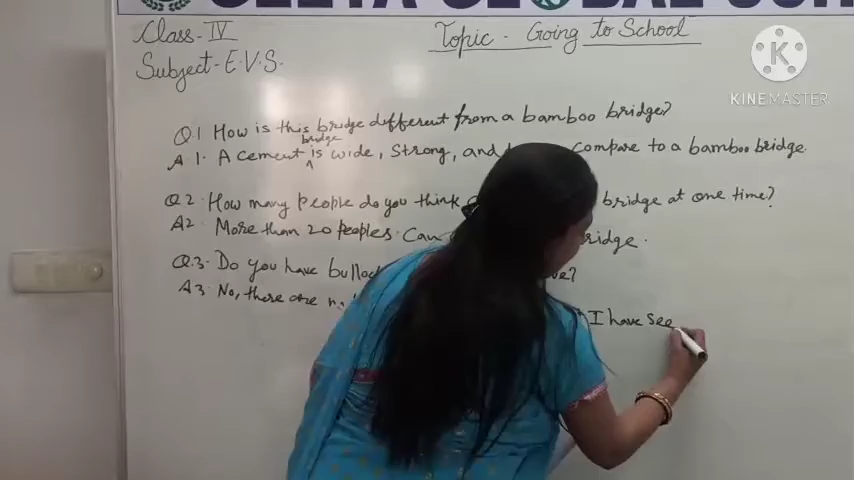 GLOBAL
Class-IV
Topic - Going to School
Subject-E.V.S.
KINEMASTER
Q1 How is this bridge different from a bamboo bridge?
bridge
A1. A cement is wide, strong, and compare to a bamboo bridge.
Q2. How many people do you think bridge at one time?
A2. More than 20 peoples can bridge.
Q.3. Do you have
A3. No, there are
I have see